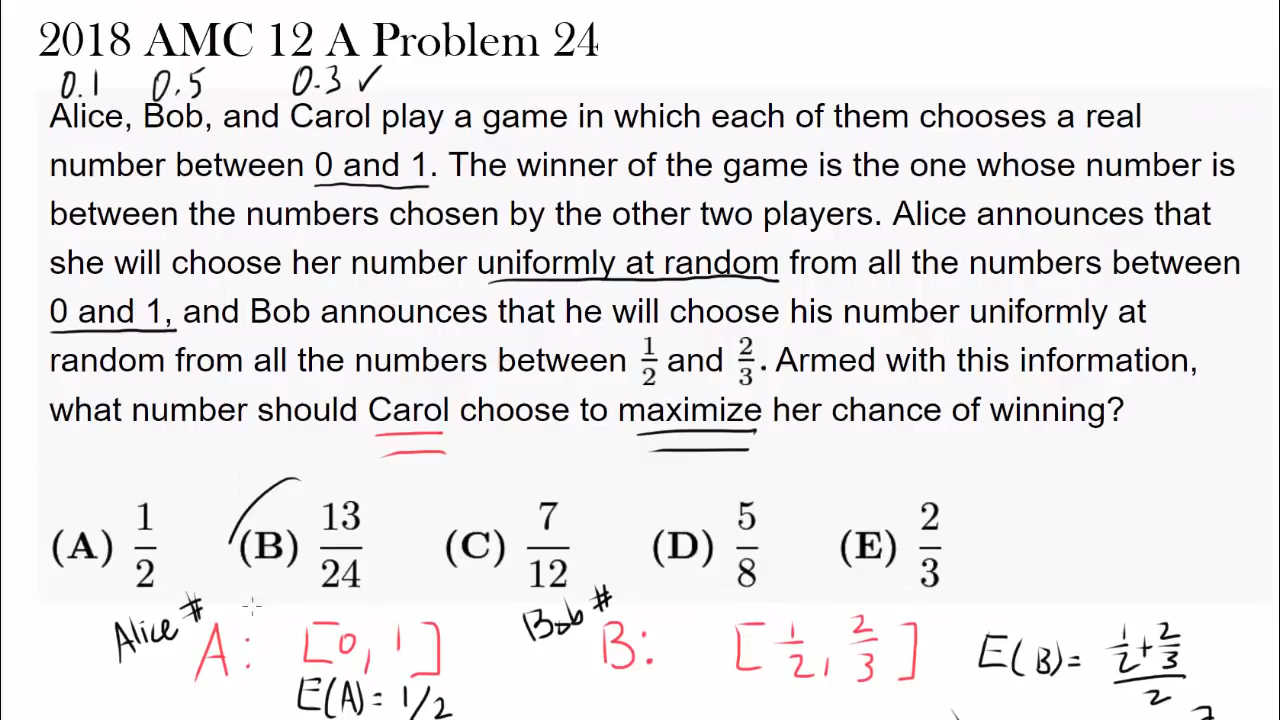 2018 AMC 12 A Problem 24
0.1 0.5 0.3 ✓
Alice, Bob, and Carol play a game in which each of them chooses a real
number between 0 and 1. The winner of the game is the one whose number is
between the numbers chosen by the other two players. Alice announces that
she will choose her number uniformly at random from all the numbers between
0 and 1, and Bob announces that he will choose his number uniformly at
random from all the numbers between 1/2 and 2/3. Armed with this information,
what number should Carol choose to maximize her chance of winning?
(A) 1/2 (B) 13/24 (C) 7/12 (D) 5/8 (E) 2/3
Alice # A: [0, 1] Bob # B: [1/2, 2/3] E(B) = (1/2 + 2/3)/2
E(A) = 1/2